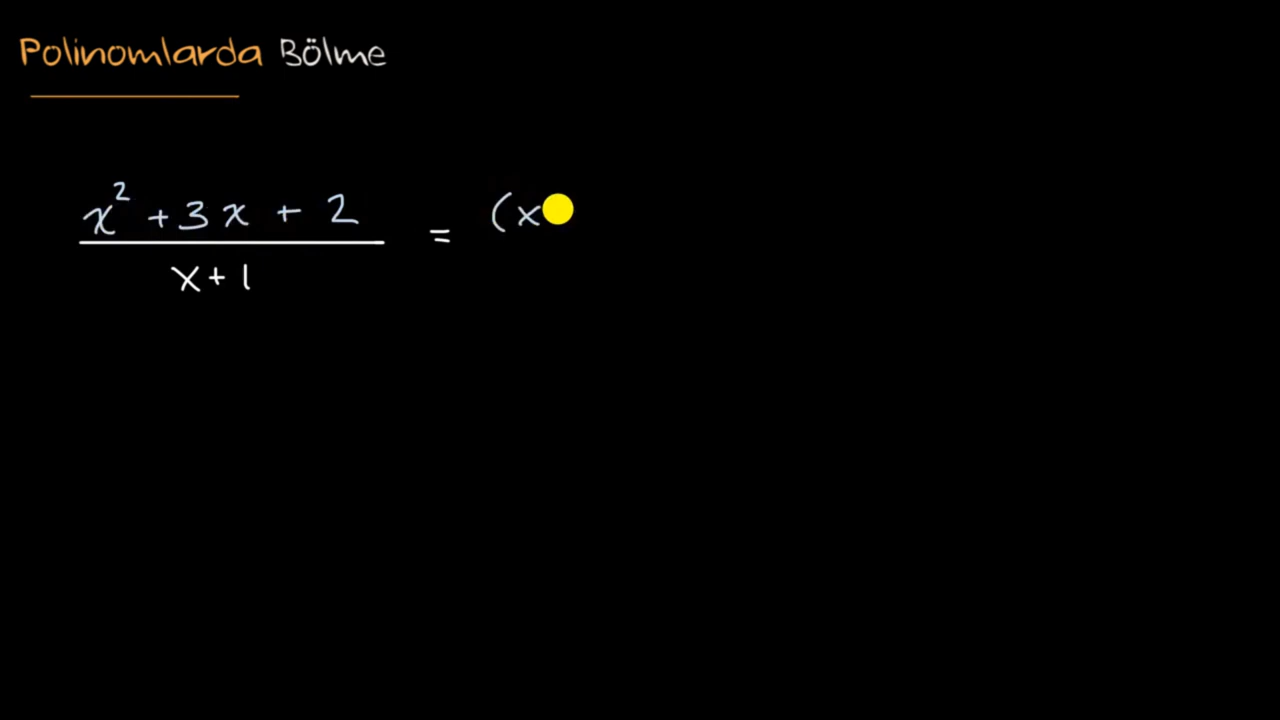 Polinomlarda Bölme
x² + 3x + 2
= (x
x + 1